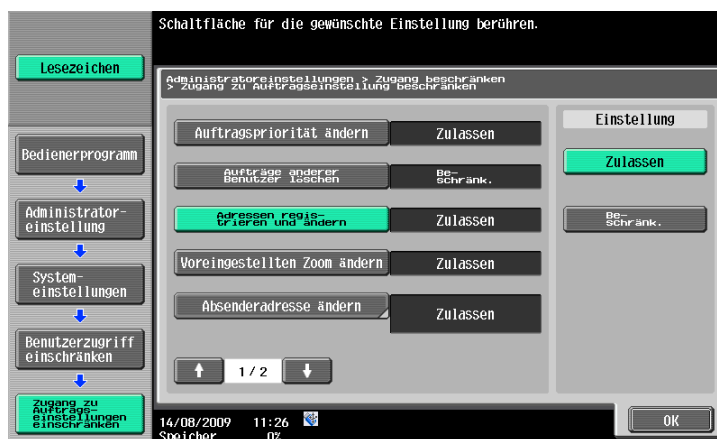 Schaltfläche für die gewünschte Einstellung berühren.
Lesezeichen
Administratoreinstellungen > Zugang beschränken
> Zugang zu Auftragseinstellung beschränken
Bedienerprogramm
Administrator-
einstellung
System-
einstellungen
Benutzerzugriff
einschränken
Zugang zu
Auftrags-
einstellungen
einschränken
Auftragspriorität ändern
Zulassen
Aufträge anderer
Benutzer löschen
Be-
schränk.
Adressen regis-
trieren und ändern
Zulassen
Voreingestellten Zoom ändern
Zulassen
Absenderadresse ändern
Zulassen
1/2
Einstellung
Zulassen
Be-
schränk.
14/08/2009 11:26
Speicher 0%
OK